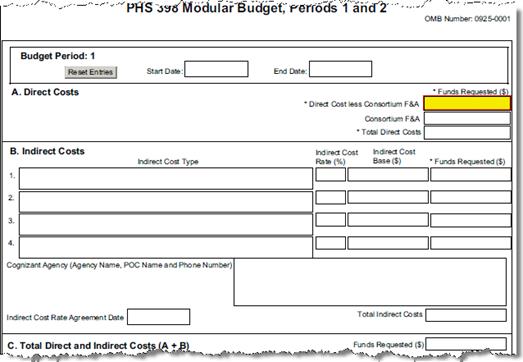 PHS 398 Modular Budget, Periods 1 and 2
OMB Number: 0925-0001
Budget Period: 1
Reset Entries
Start Date:
End Date:
A. Direct Costs
* Funds Requested ($)
* Direct Cost less Consortium F&A
Consortium F&A
* Total Direct Costs
B. Indirect Costs
Indirect Cost Type
Indirect Cost Rate (%)
Indirect Cost Base ($)
* Funds Requested ($)
1.
2.
3.
4.
Cognizant Agency (Agency Name, POC Name and Phone Number)
Indirect Cost Rate Agreement Date
Total Indirect Costs
C. Total Direct and Indirect Costs (A + B)
Funds Requested ($)